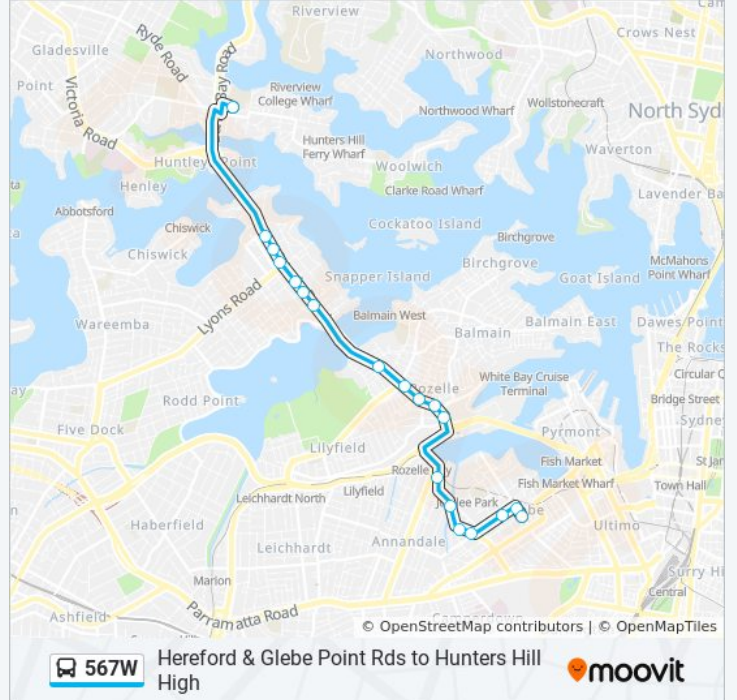 Riverview
Cam
Gladesville
Ryde Road
Bay Road
Crows Nest
Northwood
Point
Victoria Road
Riverview
College Wharf
Northwood Wharf
Wollstonecraft
North Syd
Hunters Hill
Ferry Wharf
Waverton
Huntley Point
Woolwich
Henley
Clarke Road Wharf
Lavender Ba
Abbotsford
Chiswick
Cockatoo Island
Birchgrove
Chiswick
Birchgrove
McMahons
Point Wharf
Snapper Island
Goat Island
Lyons Road
Wareemba
Balmain West
Balmain
Balmain East
Dawes Point
The Rocks
Rozelle
White Bay Cruise
Terminal
Circular Q
Rodd Point
Bridge Street
Five Dock
Pyrmont
Sydney
Lilyfield
Fish Market
St Jar
Rozelle
Leichhardt North
Lilyfield
Fish Market Wharf
Town Hall
Jubilee Park
Haberfield
Ultimo
Annandale
Leichhardt
Surry Hi
Marion
Central
Parramatta Road
Ashfield
© OpenStreetMap contributors | © OpenMapTiles
567W
Hereford & Glebe Point Rds to Hunters Hill
High
moovit